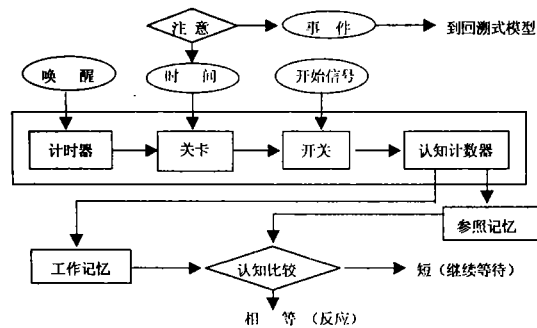 注 意
事 件
到回溯式模型
唤 醒
时 间
开始信号
计时器
关卡
开关
认知计数器
参照记忆
工作记忆
认知比较
短（继续等待）
相 等（反应）